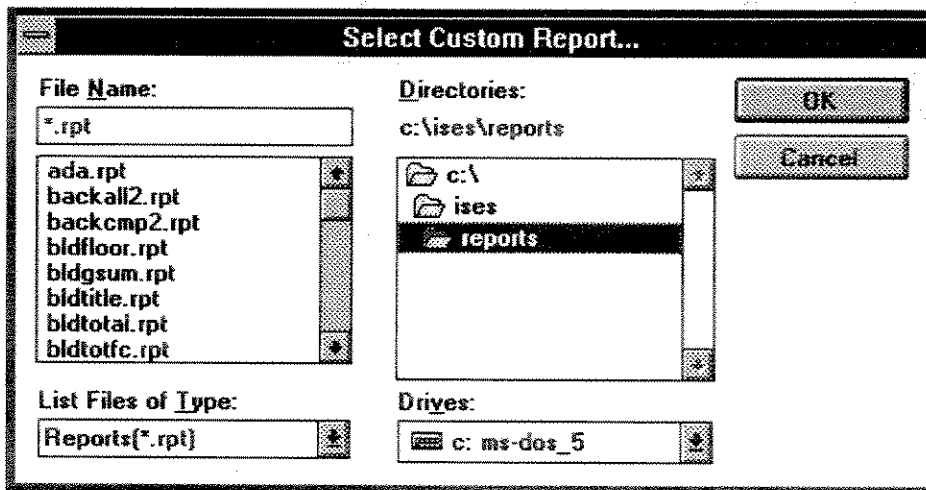 Select Custom Report...
File Name:
*.rpt
ada.rpt
backall2.rpt
backcmp2.rpt
bldfloor.rpt
bldgsum.rpt
bldtitle.rpt
bldtotal.rpt
bldtotfc.rpt
List Files of Type:
Reports(*.rpt)
Directories:
c:\ises\reports
c:\
ises
reports
Drives:
c: ms-dos_5
OK
Cancel